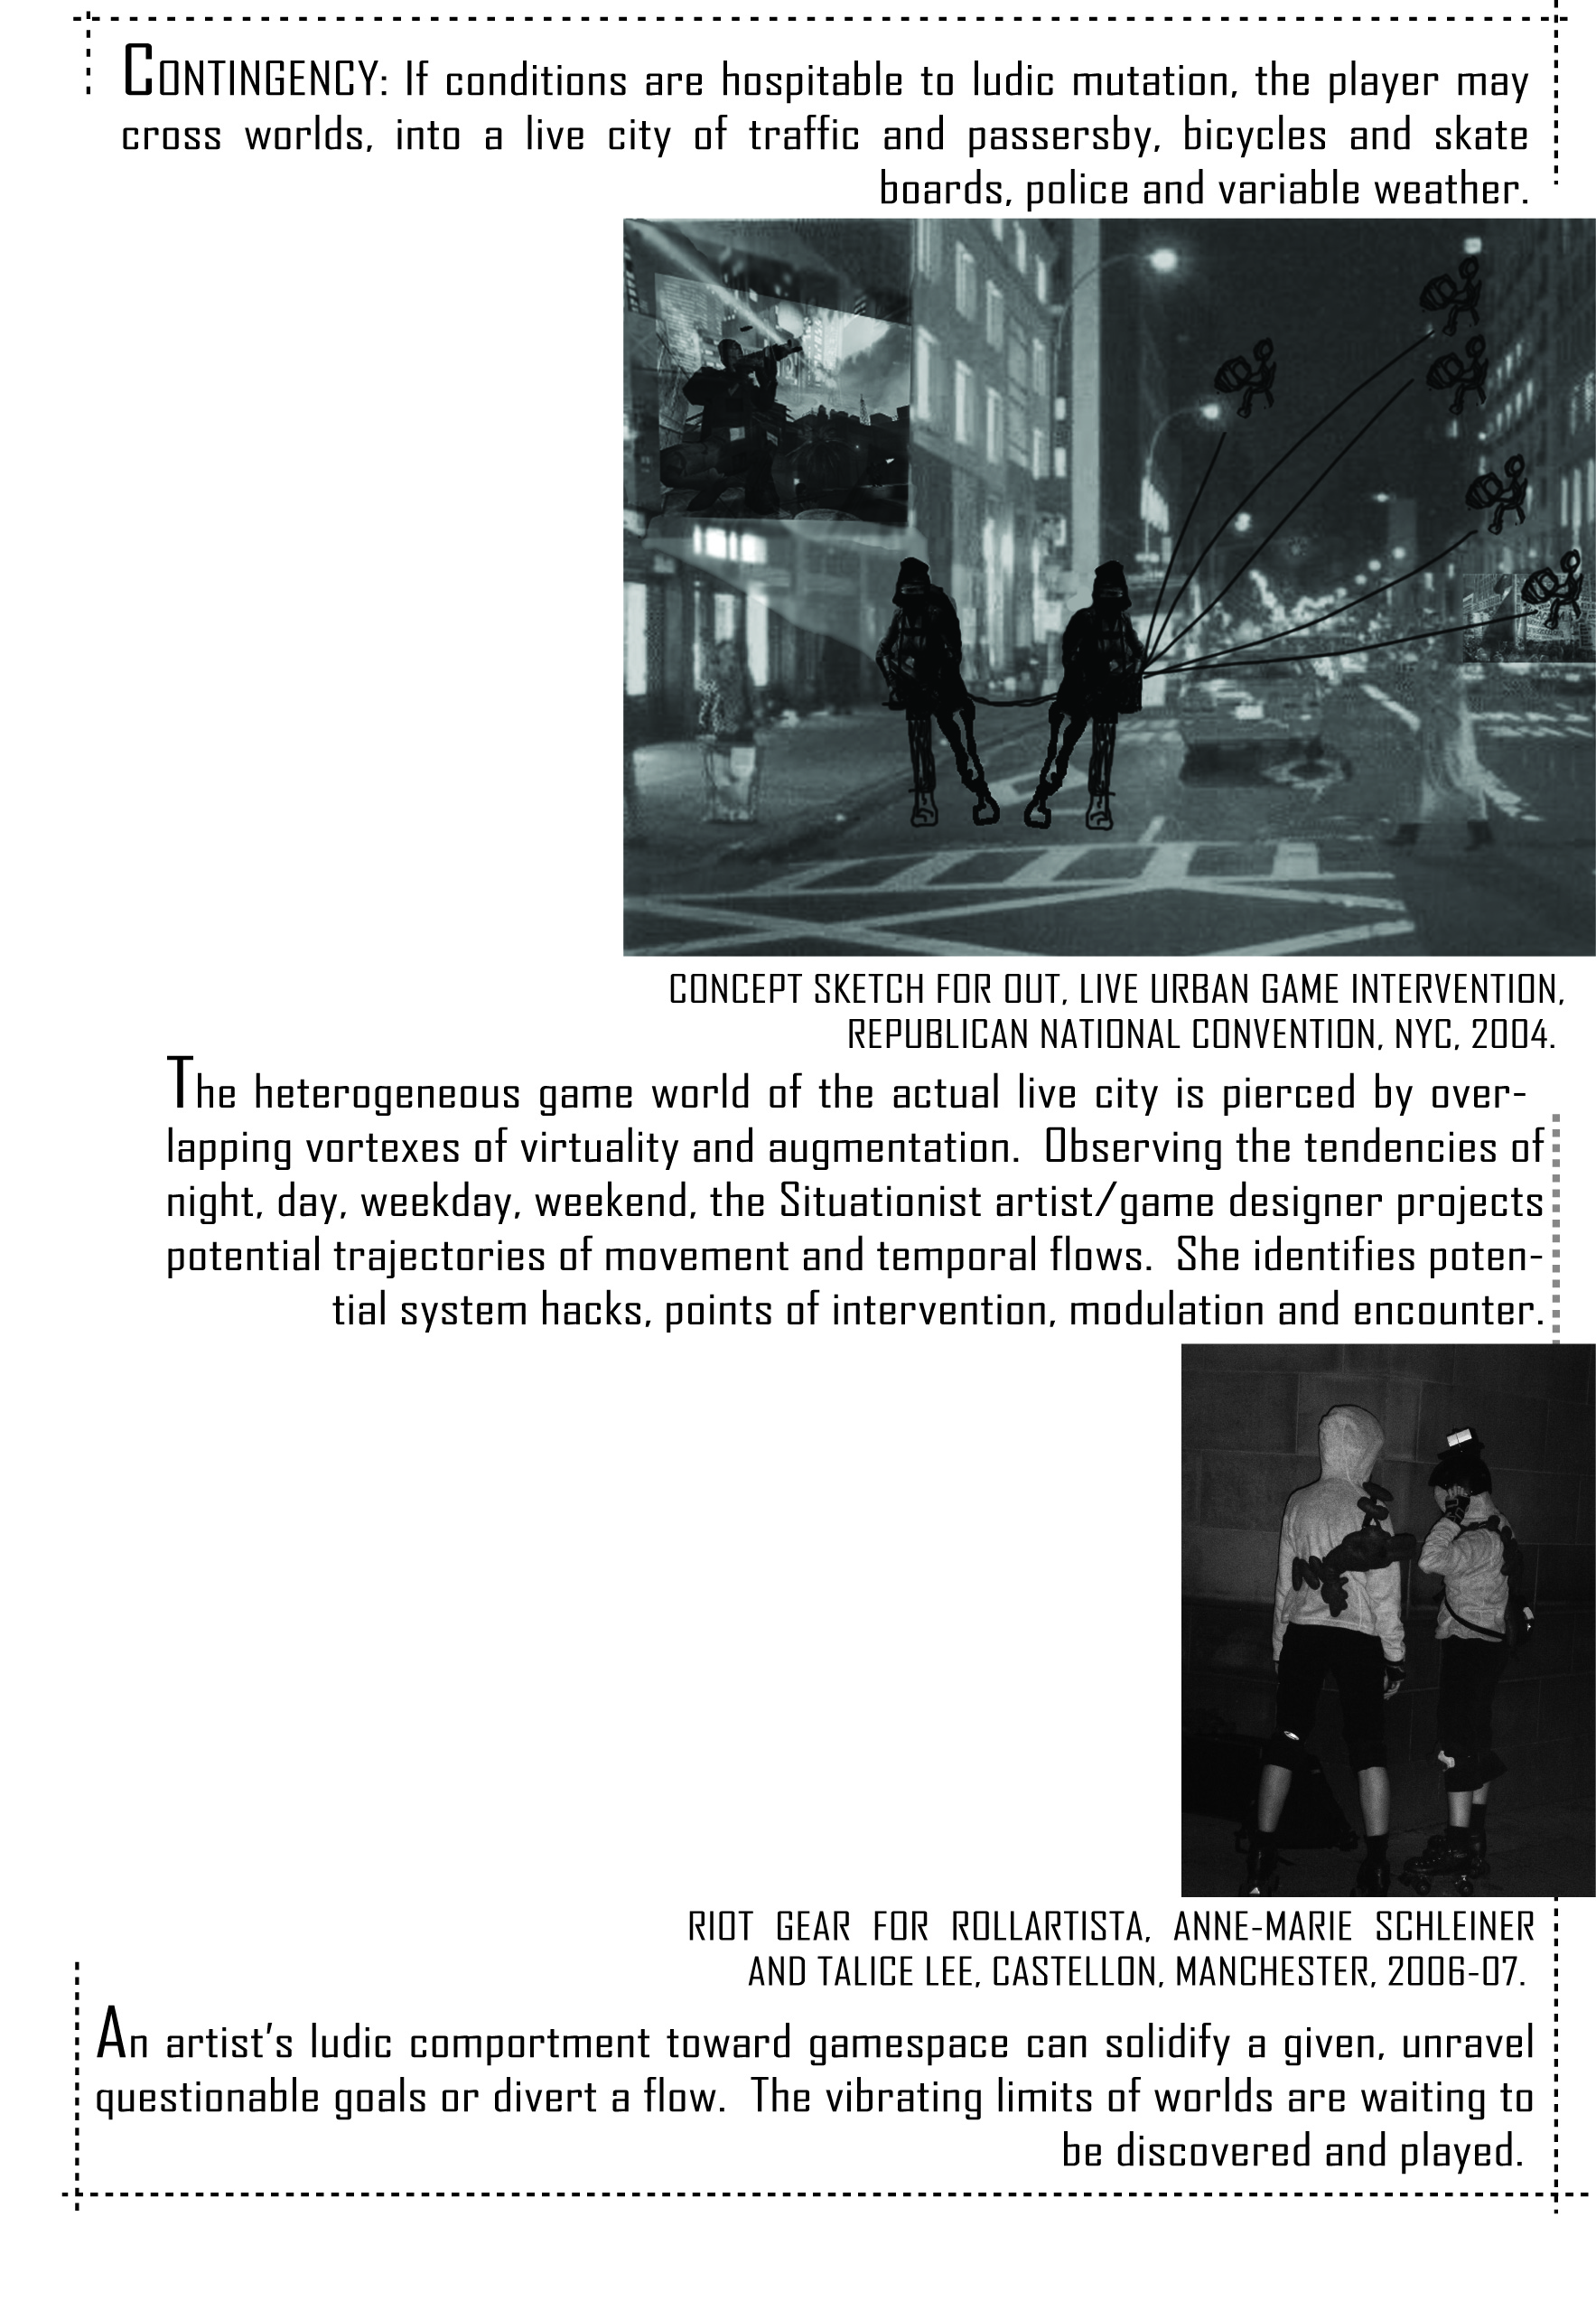 CONTINGENCY: If conditions are hospitable to ludic mutation, the player may
cross worlds, into a live city of traffic and passersby, bicycles and skate
boards, police and variable weather.
CONCEPT SKETCH FOR OUT, LIVE URBAN GAME INTERVENTION,
REPUBLICAN NATIONAL CONVENTION, NYC, 2004.
The heterogeneous game world of the actual live city is pierced by over-
lapping vortexes of virtuality and augmentation. Observing the tendencies of
night, day, weekday, weekend, the Situationist artist/game designer projects
potential trajectories of movement and temporal flows. She identifies poten-
tial system hacks, points of intervention, modulation and encounter.
RIOT GEAR FOR ROLLARTISTA, ANNE-MARIE SCHLEINER
AND TALICE LEE, CASTELLON, MANCHESTER, 2006-07.
An artist's ludic comportment toward gamespace can solidify a given, unravel
questionable goals or divert a flow. The vibrating limits of worlds are waiting to
be discovered and played.